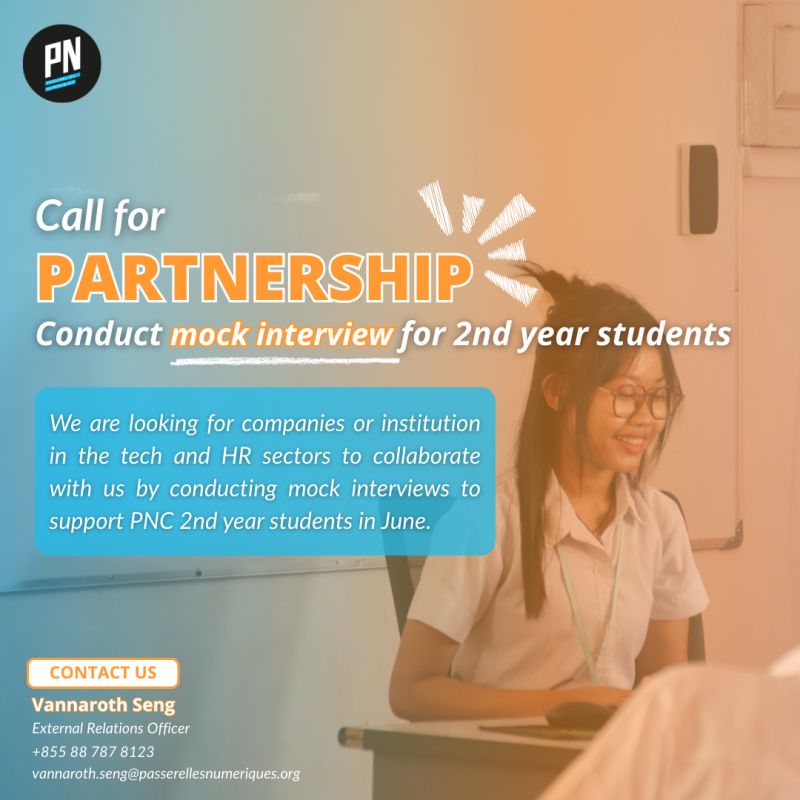 PN
Call for
PARTNERSHIP
Conduct mock interview for 2nd year students
We are looking for companies or institution
in the tech and HR sectors to collaborate
with us by conducting mock interviews to
support PNC 2nd year students in June.
CONTACT US
Vannaroth Seng
External Relations Officer
+855 88 787 8123
vannaroth.seng@passerellesnumeriques.org